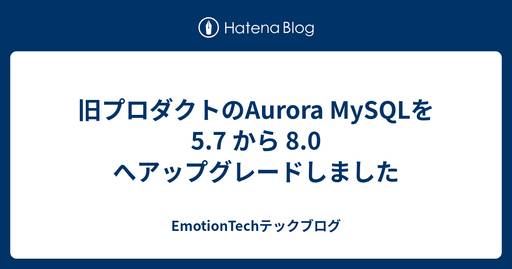 Hatena Blog
旧プロダクトのAurora MySQLを
5.7 から 8.0
へアップグレードしました
EmotionTechテックブログ